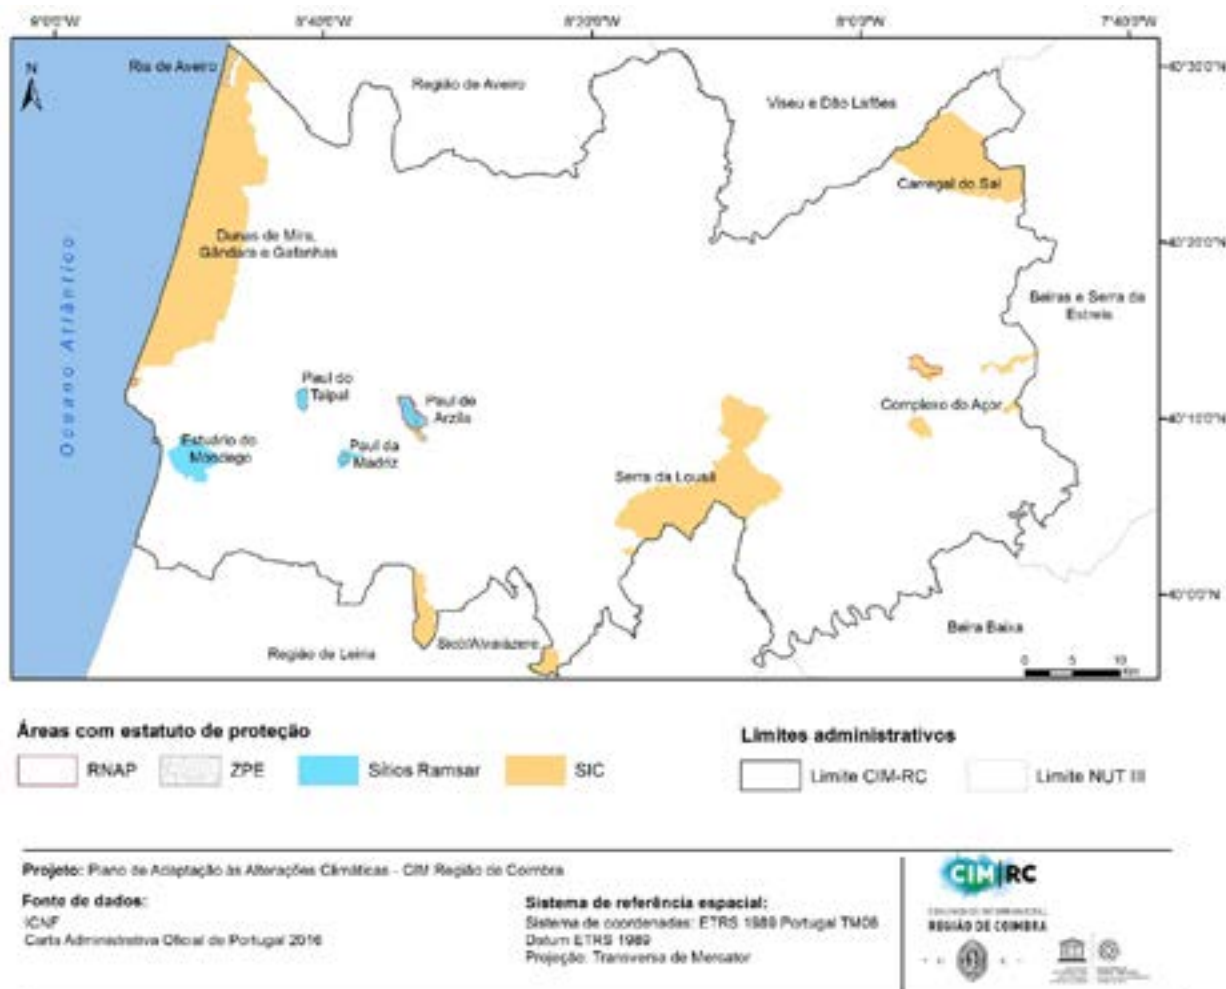 9°0'0"W 8°40'0"W 8°20'0"W 8°0'0"W 7°40'0"W
N
Ria de Aveiro
Região de Aveiro
Viseu e Dão Lafões
40°30'0"N
Carregal do Sal
Dunas de Mira,
Gândara e Gafanhas
40°20'0"N
Oceano Atlântico
Beiras e Serra da
Estrela
Paul do
Taipal
Paul de
Arzila
Complexo do Açor
40°10'0"N
Estuário do
Mondego
Paul da
Madriz
Serra da Lousã
40°0'0"N
Região de Leiria
Sicó/Alvaiázere
Beira Baixa
0 5 10
Km
Áreas com estatuto de proteção
RNAP ZPE Sítios Ramsar SIC
Limites administrativos
Limite CIM-RC Limite NUT III
Projeto: Plano de Adaptação às Alterações Climáticas - CIM Região de Coimbra
Fonte de dados:
ICNF
Carta Administrativa Oficial de Portugal 2016
Sistema de referência espacial:
Sistema de coordenadas: ETRS 1989 Portugal TM06
Datum ETRS 1989
Projeção: Transversa de Mercator
CIM|RC
COMUNIDADE INTERMUNICIPAL
REGIÃO DE COIMBRA